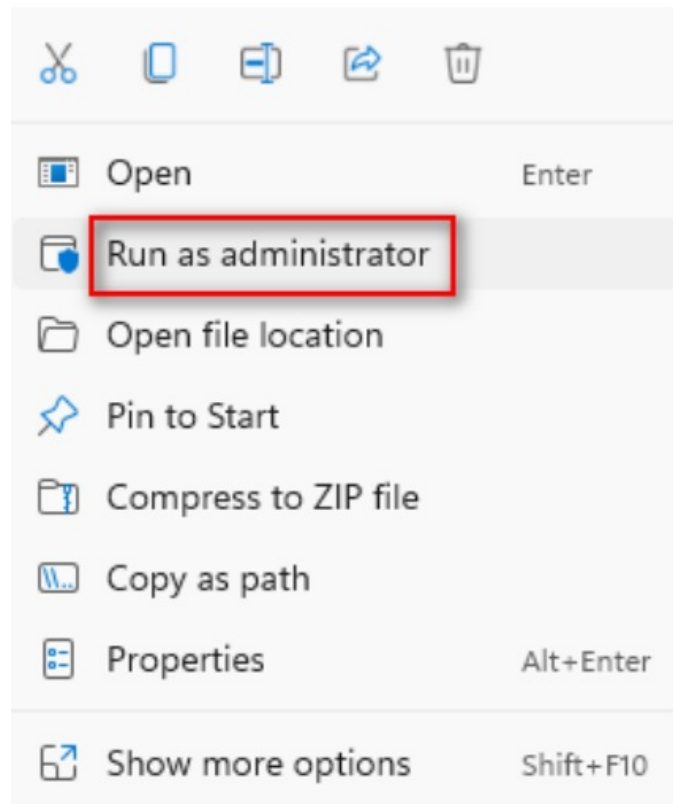 Open Enter
Run as administrator
Open file location
Pin to Start
Compress to ZIP file
Copy as path
Properties Alt+Enter
Show more options Shift+F10